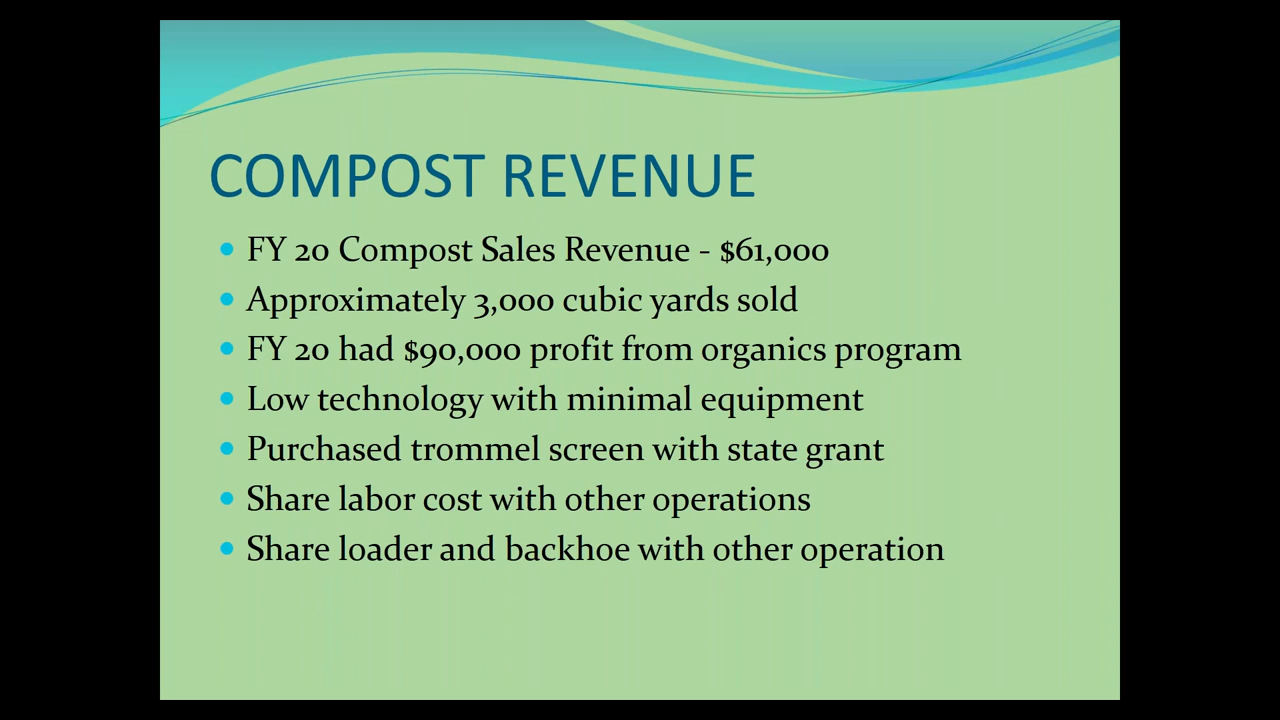 COMPOST REVENUE
FY 20 Compost Sales Revenue - $61,000
Approximately 3,000 cubic yards sold
FY 20 had $90,000 profit from organics program
Low technology with minimal equipment
Purchased trommel screen with state grant
Share labor cost with other operations
Share loader and backhoe with other operation